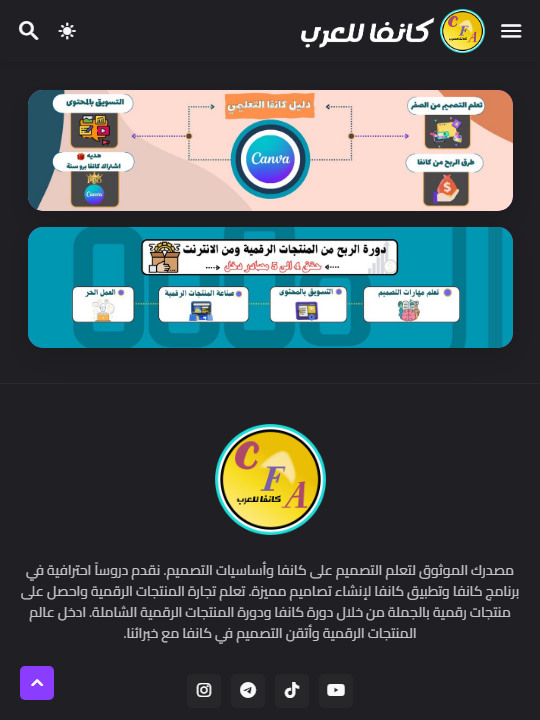 كانفا للعرب
CFA
كانفا للعرب
دليل كانفا التعليمي
تعلم التصميم من الصفر
التسويق بالمحتوى
Canva
طرق الربح من كانفا
هدية
اشتراك كانفا برو سنة
Canva
دورة الربح من المنتجات الرقمية ومن الانترنت
حقق 4 الى 5 مصادر دخل
تعلم مهارات التصميم
التسويق بالمحتوى
صناعة المنتجات الرقمية
العمل الحر
CFA
كانفا للعرب
مصدرك الموثوق لتعلم التصميم على كانفا وأساسيات التصميم. نقدم دروساً احترافية في
برنامج كانفا وتطبيق كانفا لإنشاء تصاميم مميزة. تعلم تجارة المنتجات الرقمية واحصل على
منتجات رقمية بالجملة من خلال دورة كانفا ودورة المنتجات الرقمية الشاملة. ادخل عالم
المنتجات الرقمية وأتقن التصميم في كانفا مع خبرائنا.